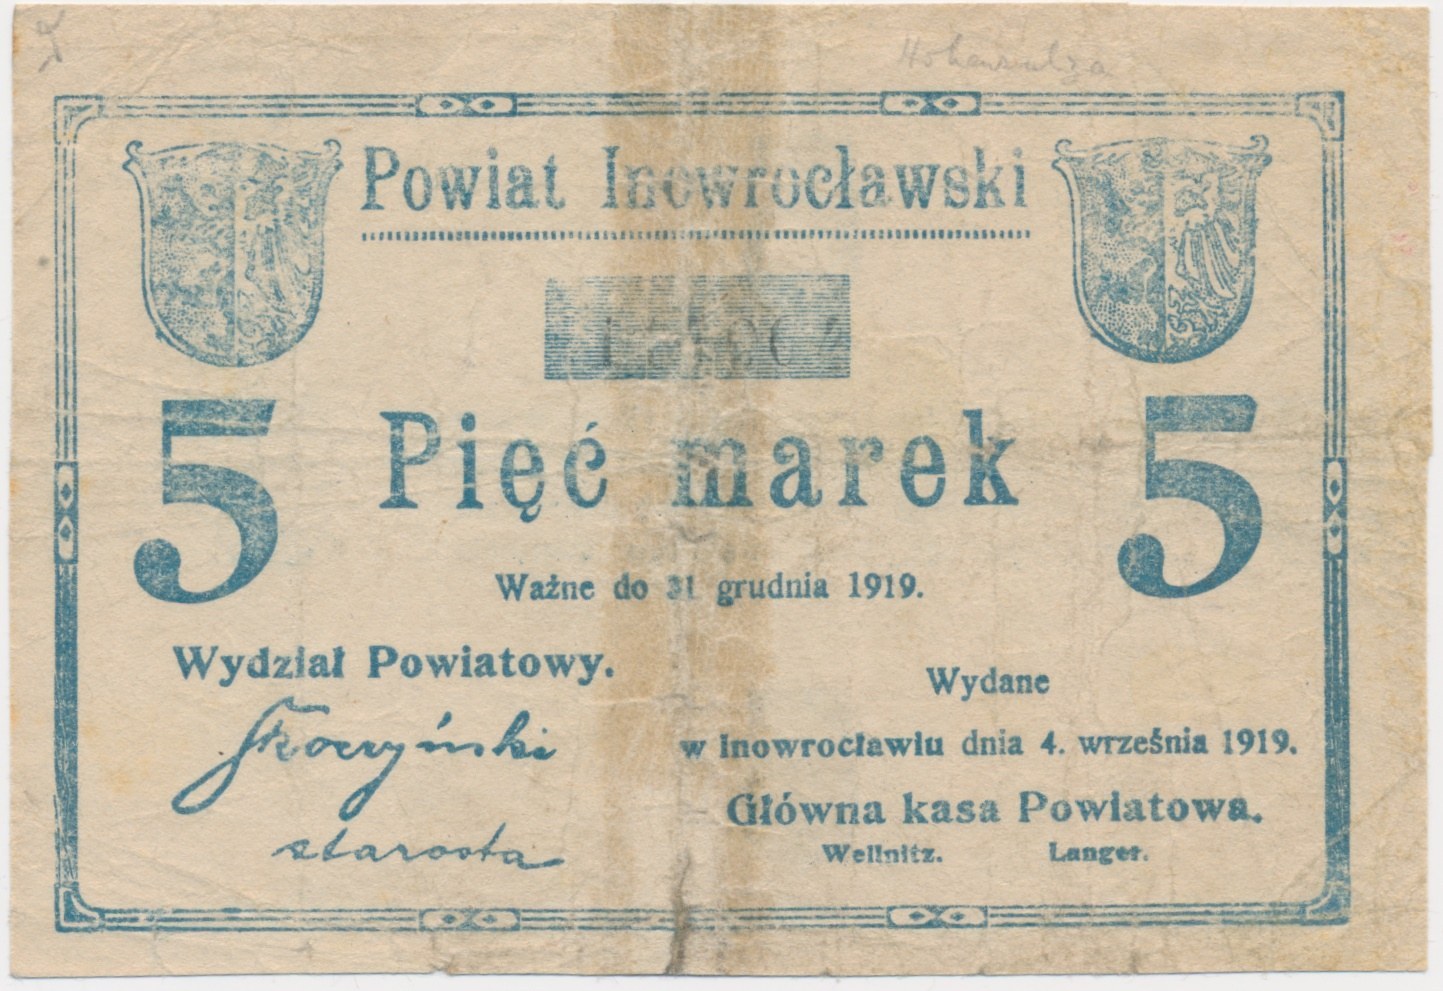 Hohensalza
Powiat Inowrocławski
5 Pięć marek 5
Ważne do 31 grudnia 1919.
Wydział Powiatowy.
Wydane
w Inowrocławiu dnia 4. września 1919.
starosta
Główna kasa Powiatowa.
Wellnitz. Langer.